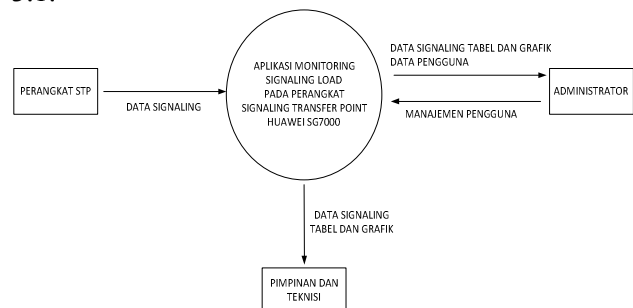 APLIKASI MONITORING
SIGNALING LOAD
PADA PERANGKAT
SIGNALING TRANSFER POINT
HUAWEI SG7000
PERANGKAT STP
DATA SIGNALING
DATA SIGNALING TABEL DAN GRAFIK
DATA PENGGUNA
ADMINISTRATOR
MANAJEMEN PENGGUNA
DATA SIGNALING
TABEL DAN GRAFIK
PIMPINAN DAN
TEKNISI